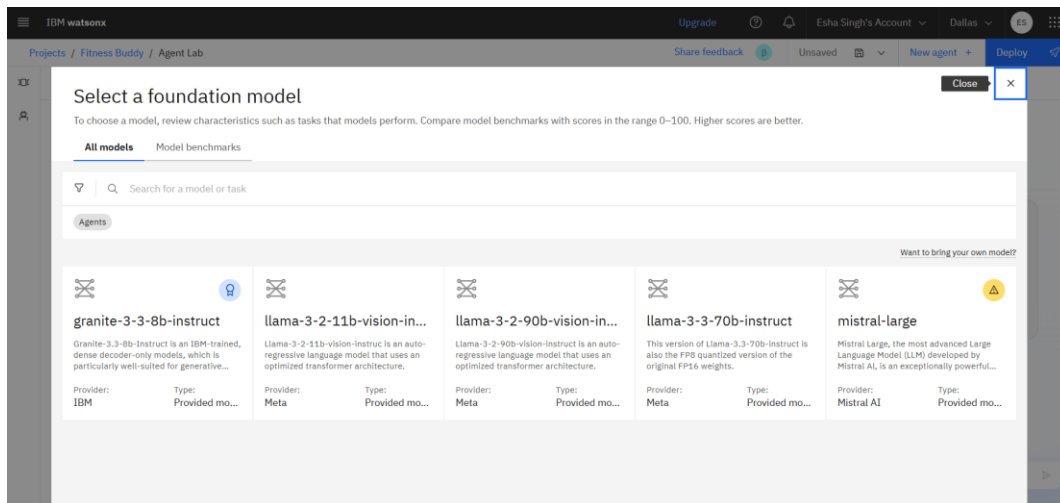 IBM watsonx
Upgrade
Esha Singh's Account
Dallas
ES
Projects / Fitness Buddy / Agent Lab
Share feedback
Unsaved
New agent +
Deploy
Close
Select a foundation model
To choose a model, review characteristics such as tasks that models perform. Compare model benchmarks with scores in the range 0–100. Higher scores are better.
All models
Model benchmarks
Search for a model or task
Agents
Want to bring your own model?
granite-3-3-8b-instruct
Granite-3.3-8b-Instruct is an IBM-trained,
dense decoder-only models, which is
particularly well-suited for generative...
Provider:
Type:
IBM
Provided mo...
llama-3-2-11b-vision-in...
Llama-3-2-11b-vision-instruc is an auto-
regressive language model that uses an
optimized transformer architecture.
Provider:
Type:
Meta
Provided mo...
llama-3-2-90b-vision-in...
Llama-3-2-90b-vision-instruct is an auto-
regressive language model that uses an
optimized transformer architecture.
Provider:
Type:
Meta
Provided mo...
llama-3-3-70b-instruct
This version of Llama-3.3-70b-instruct is
also the FP8 quantized version of the
original FP16 weights.
Provider:
Type:
Meta
Provided mo...
mistral-large
Mistral Large, the most advanced Large
Language Model (LLM) developed by
Mistral AI, is an exceptionally powerful...
Provider:
Type:
Mistral AI
Provided mo...